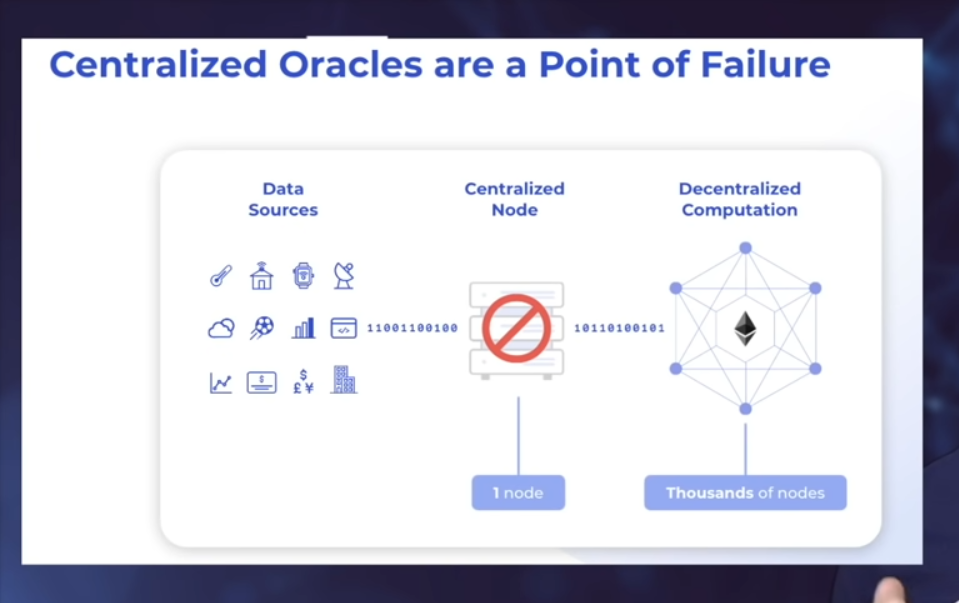 Centralized Oracles are a Point of Failure
Data
Sources
Centralized
Node
Decentralized
Computation
11001100100
10110100101
</>
$
$
£ ¥
1 node
Thousands of nodes